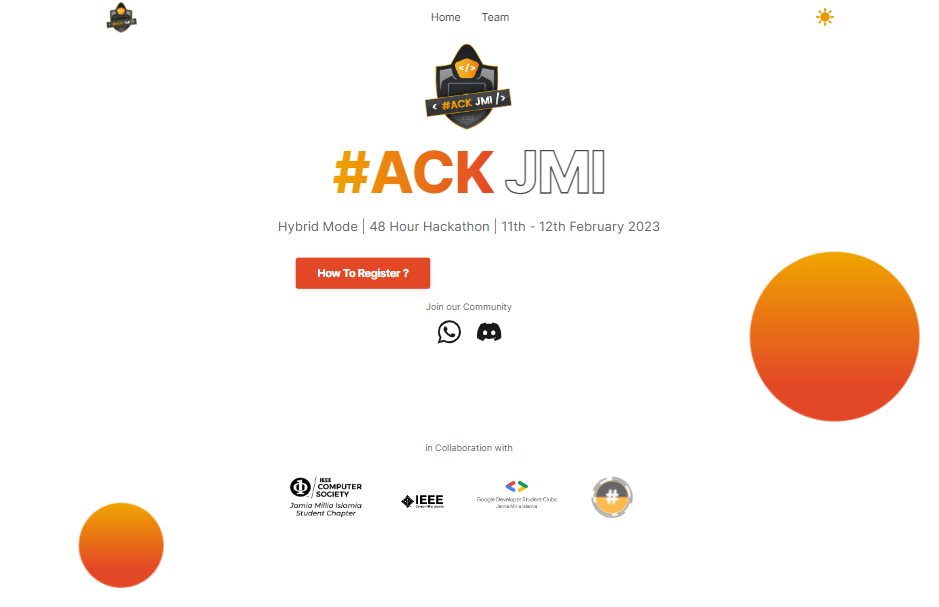 Home Team
</>
< #ACK JMI />
#ACK JMI
Hybrid Mode | 48 Hour Hackathon | 11th - 12th February 2023
How To Register ?
Join our Community
in Collaboration with
IEEE
COMPUTER
SOCIETY
Jamia Millia Islamia
Student Chapter
IEEE
Google Developer Student Clubs
Jamia Millia Islamia
#